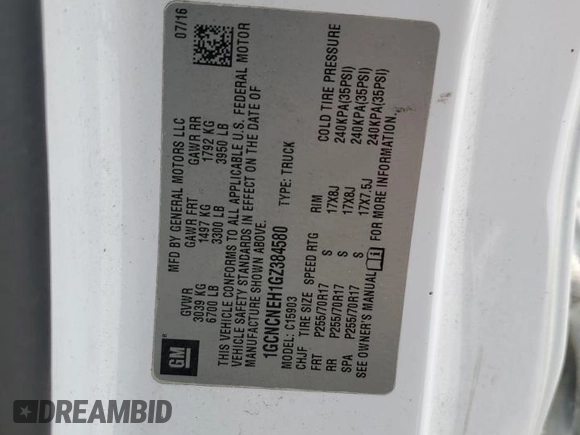 07/16
MFD BY GENERAL MOTORS LLC
GVWR GAWR FRT GAWR RR
3039 KG 1497 KG 1792 KG
6700 LB 3300 LB 3950 LB
THIS VEHICLE CONFORMS TO ALL APPLICABLE U.S. FEDERAL MOTOR
VEHICLE SAFETY STANDARDS IN EFFECT ON THE DATE OF
MANUFACTURE SHOWN ABOVE.
1GCNCNEH1GZ384580 TYPE: TRUCK
MODEL: C15903
CHJF TIRE SIZE SPEED RTG RIM COLD TIRE PRESSURE
FRT P255/70R17 S 17X8J 240KPA(35PSI)
RR P255/70R17 S 17X8J 240KPA(35PSI)
SPA P255/70R17 S 17X7.5J 240KPA(35PSI)
SEE OWNER'S MANUAL FOR MORE INFORMATION.
GM
DREAMBID